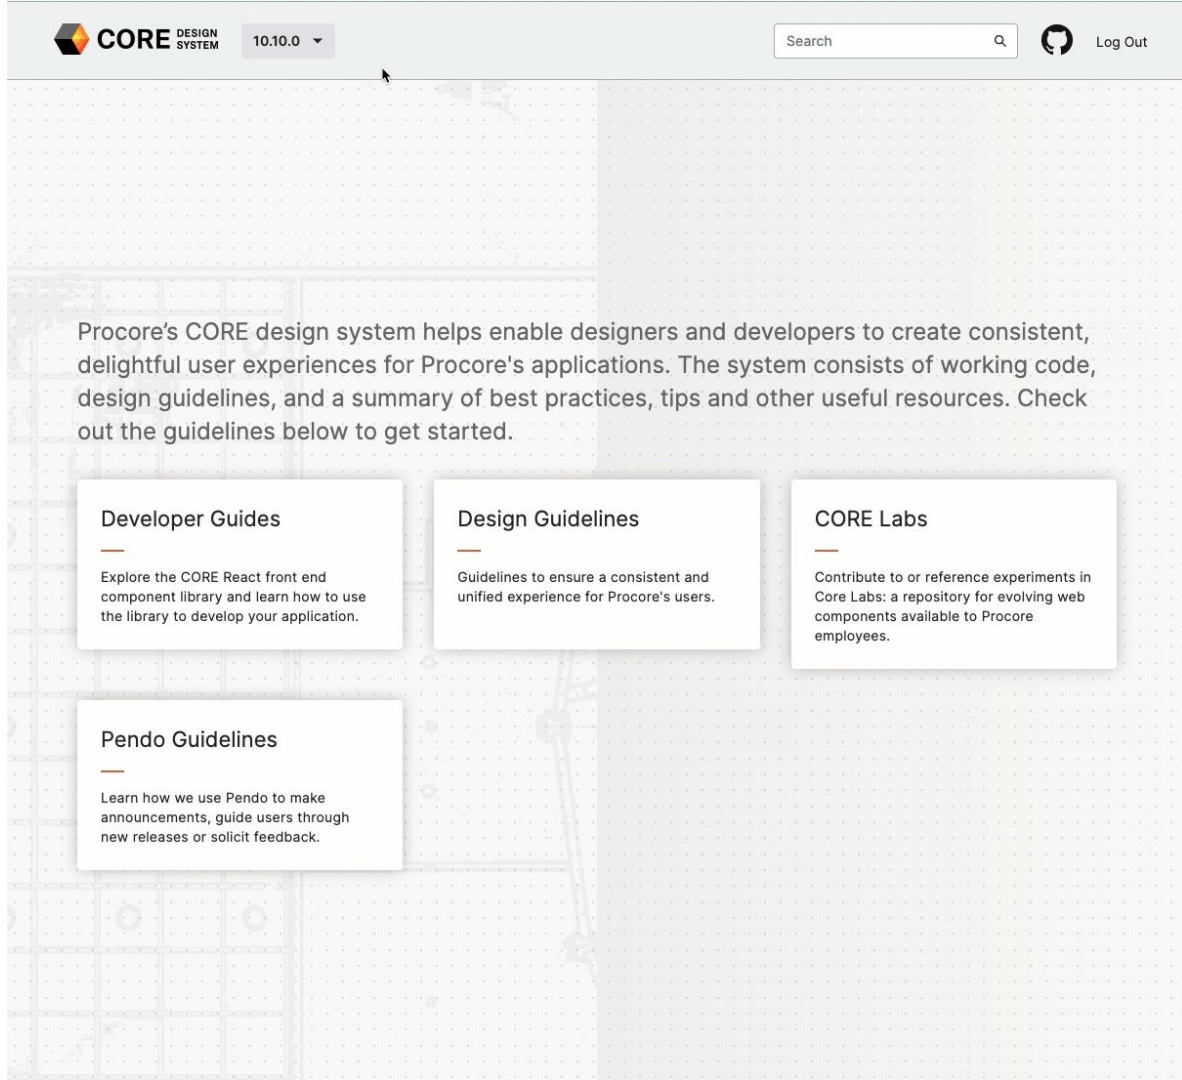 CORE DESIGN SYSTEM
10.10.0
Search
Log Out
Procore’s CORE design system helps enable designers and developers to create consistent,
delightful user experiences for Procore's applications. The system consists of working code,
design guidelines, and a summary of best practices, tips and other useful resources. Check
out the guidelines below to get started.
Developer Guides
Explore the CORE React front end
component library and learn how to use
the library to develop your application.
Design Guidelines
Guidelines to ensure a consistent and
unified experience for Procore's users.
CORE Labs
Contribute to or reference experiments in
Core Labs: a repository for evolving web
components available to Procore
employees.
Pendo Guidelines
Learn how we use Pendo to make
announcements, guide users through
new releases or solicit feedback.